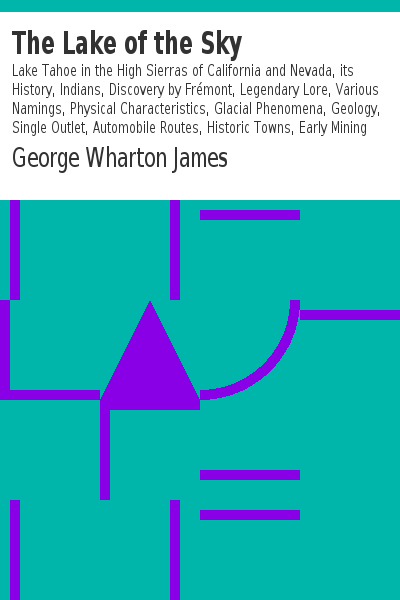 The Lake of the Sky
Lake Tahoe in the High Sierras of California and Nevada, its
History, Indians, Discovery by Frémont, Legendary Lore, Various
Namings, Physical Characteristics, Glacial Phenomena, Geology,
Single Outlet, Automobile Routes, Historic Towns, Early Mining
George Wharton James